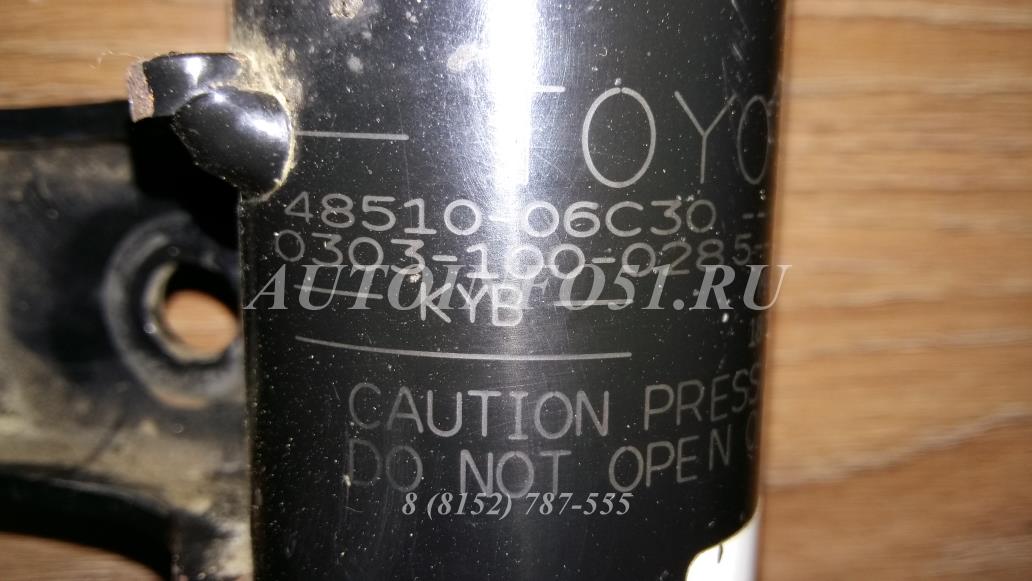 TOYO
48510-06C30 --
0303-100-0285-
KYB
AUTOINFO51.RU
CAUTION PRESS
DO NOT OPEN
8 (8152) 787-555